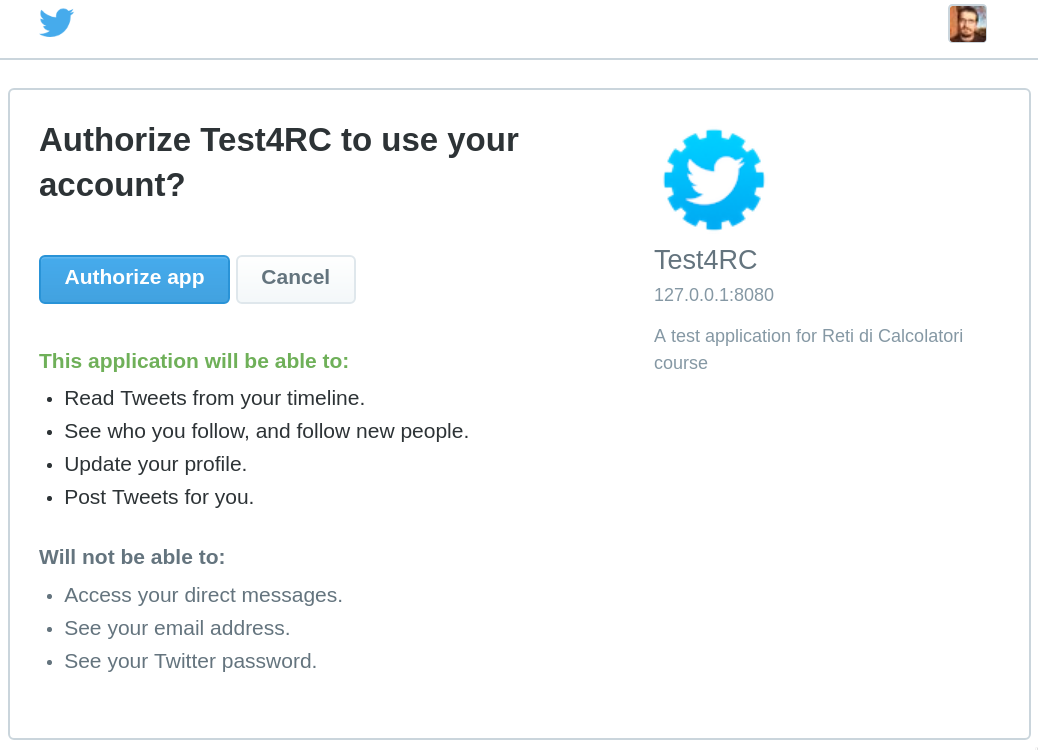 Authorize Test4RC to use your
account?
Authorize app
Cancel
This application will be able to:
• Read Tweets from your timeline.
• See who you follow, and follow new people.
• Update your profile.
• Post Tweets for you.
Will not be able to:
• Access your direct messages.
• See your email address.
• See your Twitter password.
Test4RC
127.0.0.1:8080
A test application for Reti di Calcolatori
course